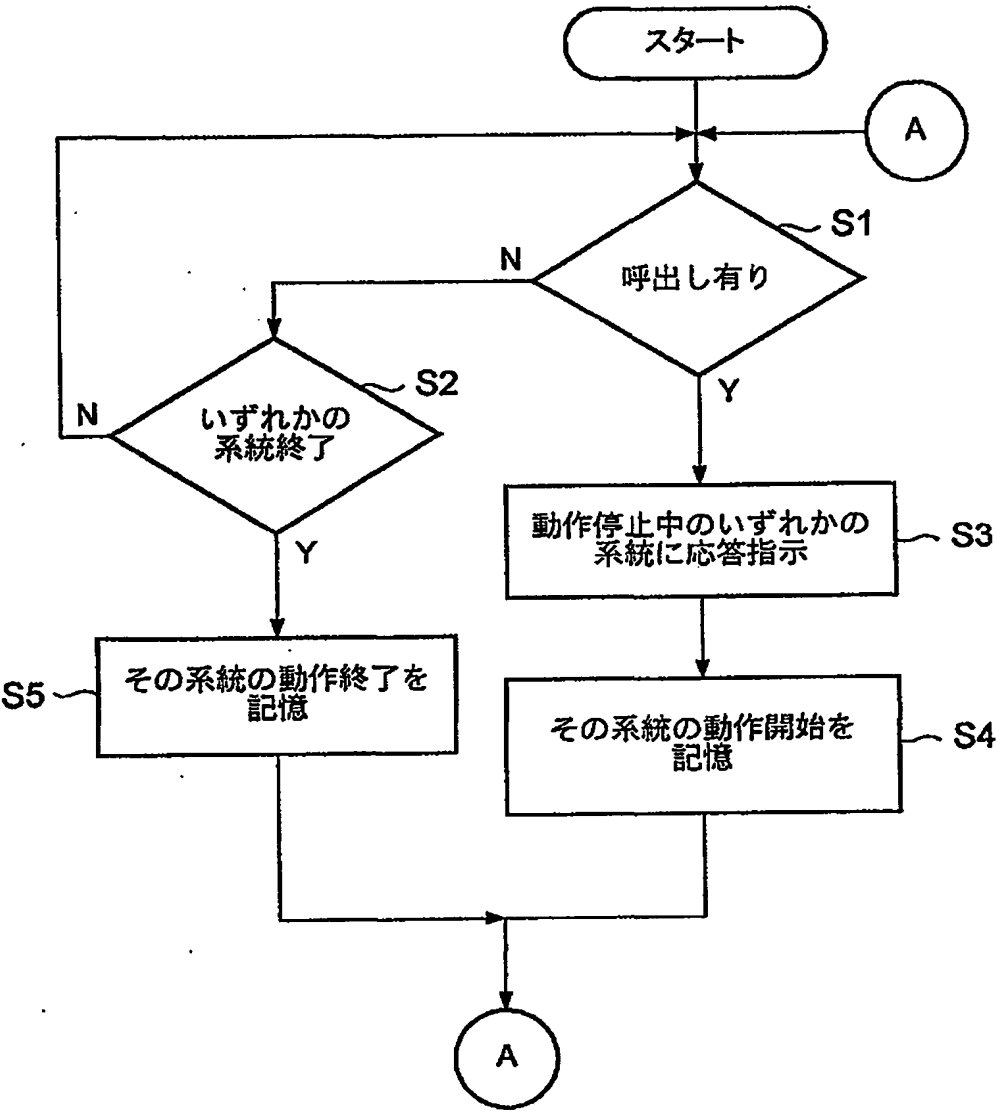 スタート
A
S1
呼出し有り
N
Y
S2
いずれかの
系統終了
N
Y
S3
動作停止中のいずれかの
系統に応答指示
S5
その系統の動作終了を
記憶
S4
その系統の動作開始を
記憶
A